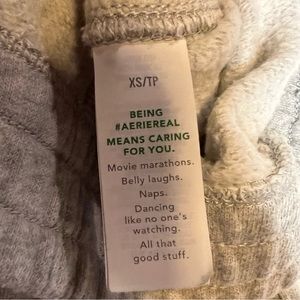 XS/TP
BEING
#AERIEREAL
MEANS CARING
FOR YOU.
Movie marathons.
Belly laughs.
Naps.
Dancing
like no one's
watching.
All that
good stuff.